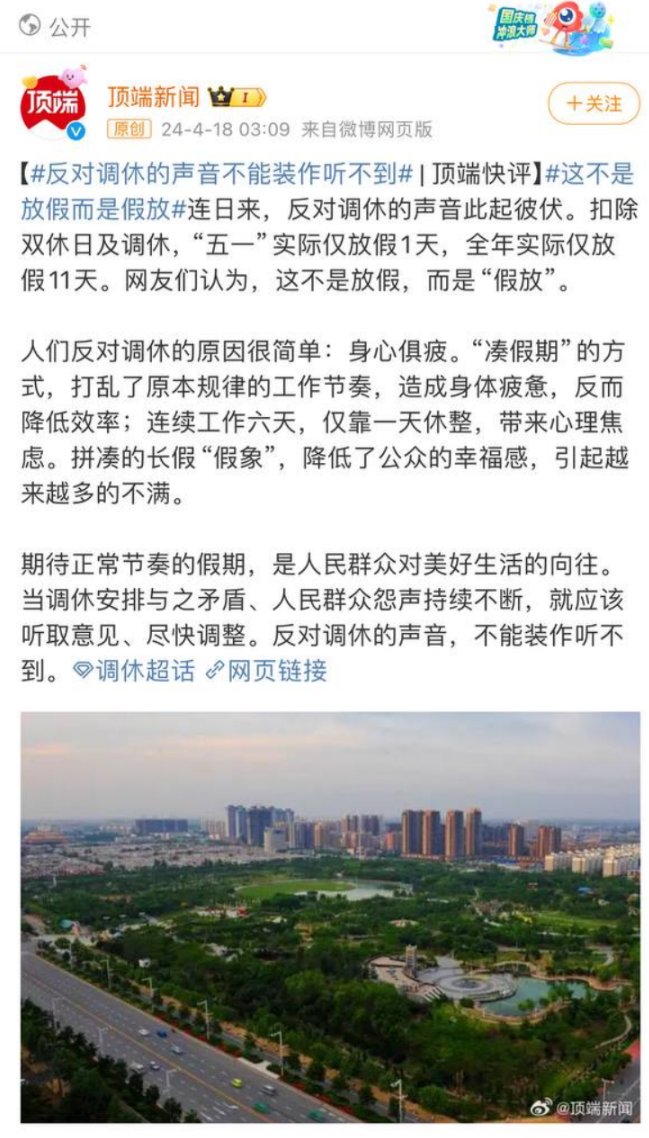 公开
国庆档
冲浪大师
顶端
顶端新闻 I
+关注
原创 24-4-18 03:09 来自微博网页版
【#反对调休的声音不能装作听不到# | 顶端快评】#这不是
放假而是假放#连日来，反对调休的声音此起彼伏。扣除
双休日及调休，“五一”实际仅放假1天，全年实际仅放
假11天。网友们认为，这不是放假，而是“假放”。
人们反对调休的原因很简单：身心俱疲。“凑假期”的方
式，打乱了原本规律的工作节奏，造成身体疲惫，反而
降低效率；连续工作六天，仅靠一天休整，带来心理焦
虑。拼凑的长假“假象”，降低了公众的幸福感，引起越
来越多的不满。
期待正常节奏的假期，是人民群众对美好生活的向往。
当调休安排与之矛盾、人民群众怨声持续不断，就应该
听取意见、尽快调整。反对调休的声音，不能装作听不
到。调休超话 网页链接
@顶端新闻